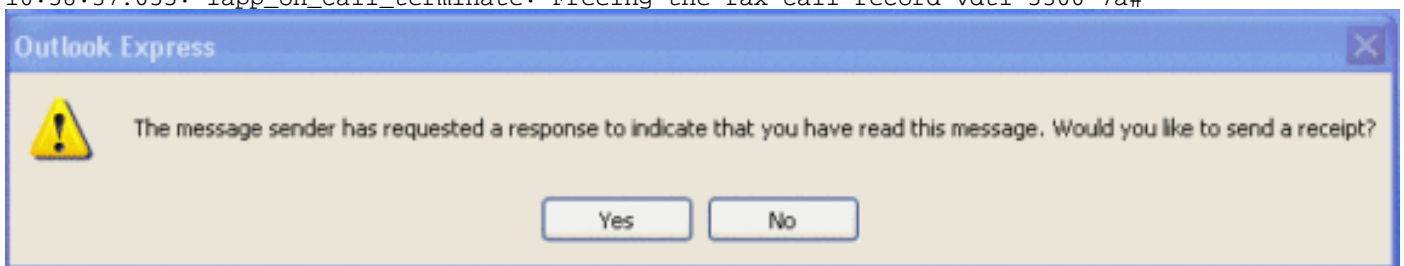 Outlook Express
The message sender has requested a response to indicate that you have read this message. Would you like to send a receipt?
Yes No